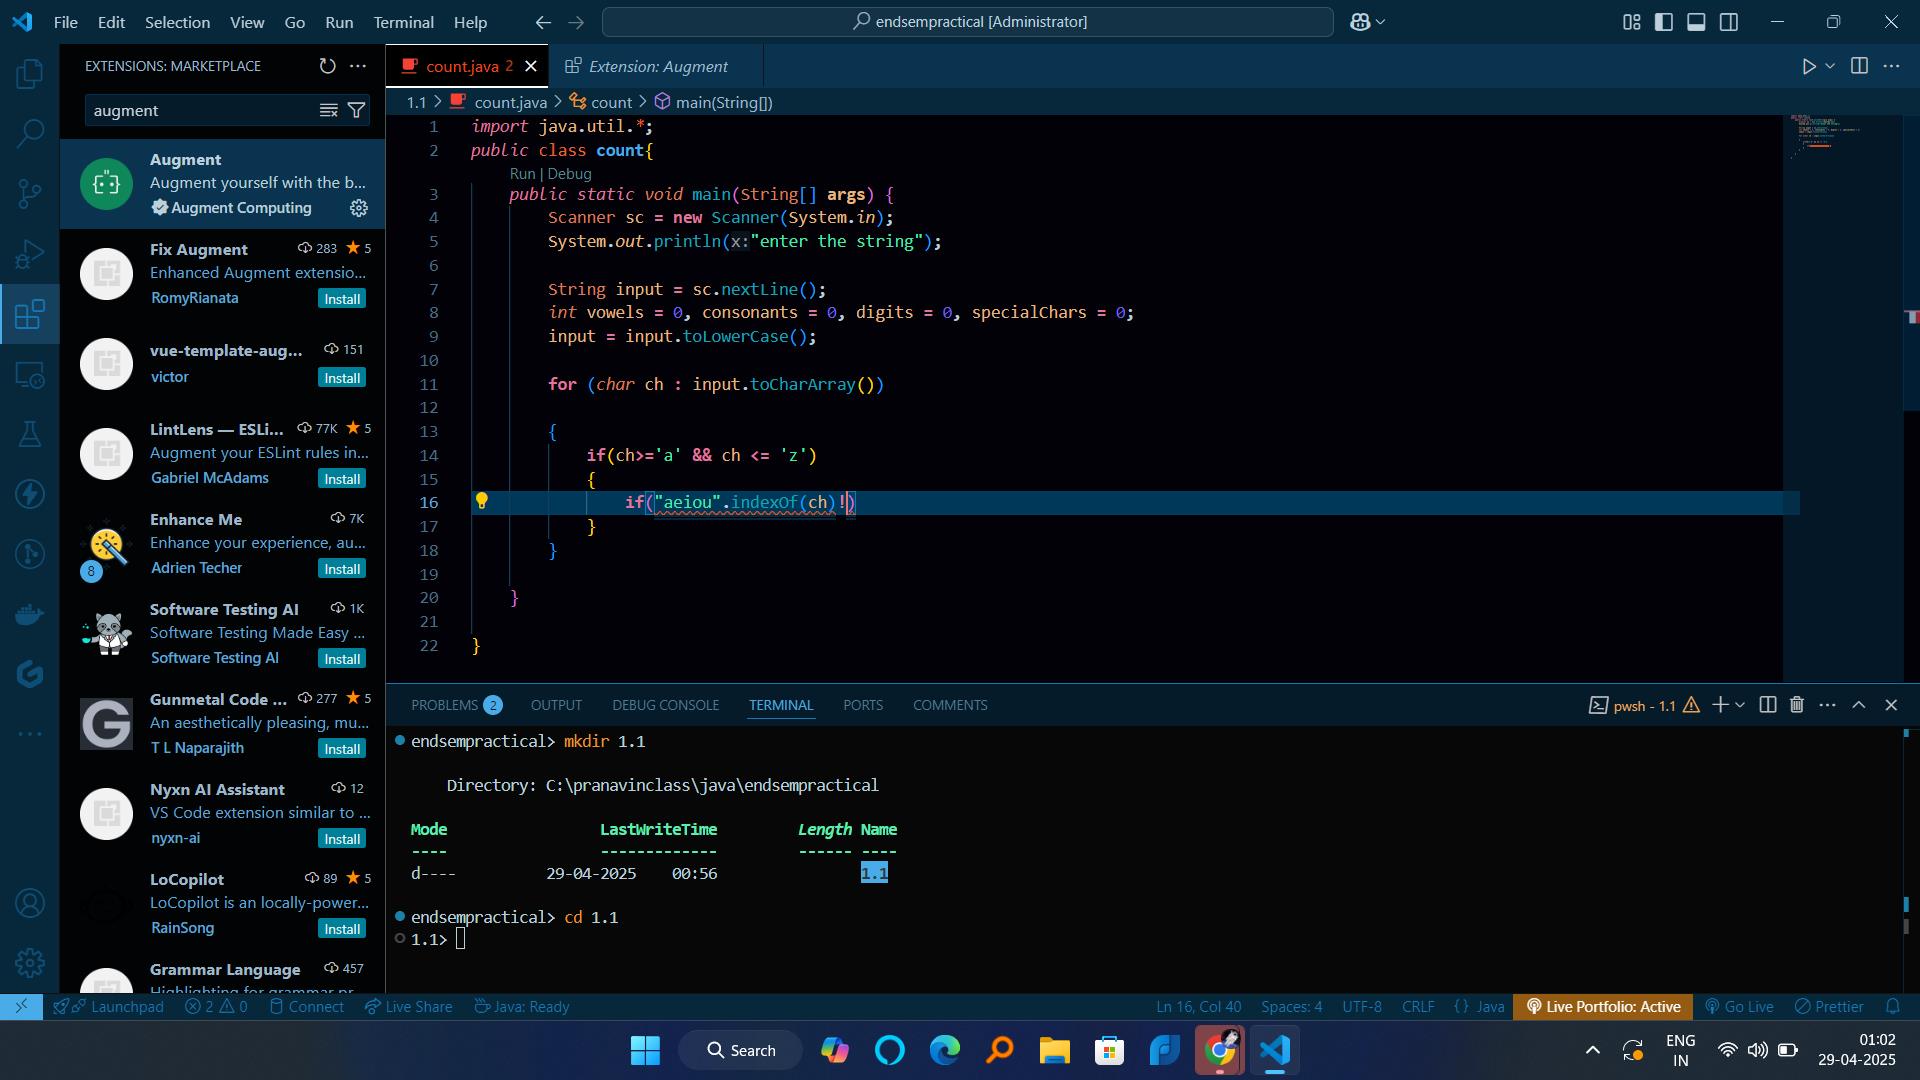 File Edit Selection View Go Run Terminal Help
endsempractical [Administrator]
EXTENSIONS: MARKETPLACE
augment
Augment
Augment yourself with the b...
Augment Computing
Fix Augment 283 5
Enhanced Augment extensio...
RomyRianata Install
vue-template-aug... 151
victor Install
LintLens — ESLi... 77K 5
Augment your ESLint rules in...
Gabriel McAdams Install
Enhance Me 7K
Enhance your experience, au...
Adrien Techer Install
8
Software Testing AI 1K
Software Testing Made Easy ...
Software Testing AI Install
Gunmetal Code ... 277 5
An aesthetically pleasing, mu...
T L Naparajith Install
Nyxn AI Assistant 12
VS Code extension similar to ...
nyxn-ai Install
LoCopilot 89 5
LoCopilot is an locally-power...
RainSong Install
Grammar Language 457
count.java 2
Extension: Augment
1.1 > count.java > count > main(String[])
1 import java.util.*;
2 public class count{
Run | Debug
3 public static void main(String[] args) {
4 Scanner sc = new Scanner(System.in);
5 System.out.println(x:"enter the string");
6
7 String input = sc.nextLine();
8 int vowels = 0, consonants = 0, digits = 0, specialChars = 0;
9 input = input.toLowerCase();
10
11 for (char ch : input.toCharArray())
12
13 {
14 if(ch>='a' && ch <= 'z')
15 {
16 if("aeiou".indexOf(ch)!)
17 }
18 }
19
20 }
21
22 }
PROBLEMS 2 OUTPUT DEBUG CONSOLE TERMINAL PORTS COMMENTS
pwsh - 1.1
endsempractical> mkdir 1.1
Directory: C:\pranavinclass\java\endsempractical
Mode LastWriteTime Length Name
---- ------------- ------ ----
d---- 29-04-2025 00:56 1.1
endsempractical> cd 1.1
1.1>
Launchpad 2 0 Connect Live Share Java: Ready
Ln 16, Col 40 Spaces: 4 UTF-8 CRLF {} Java Live Portfolio: Active Go Live Prettier
Search
ENG
IN
01:02
29-04-2025